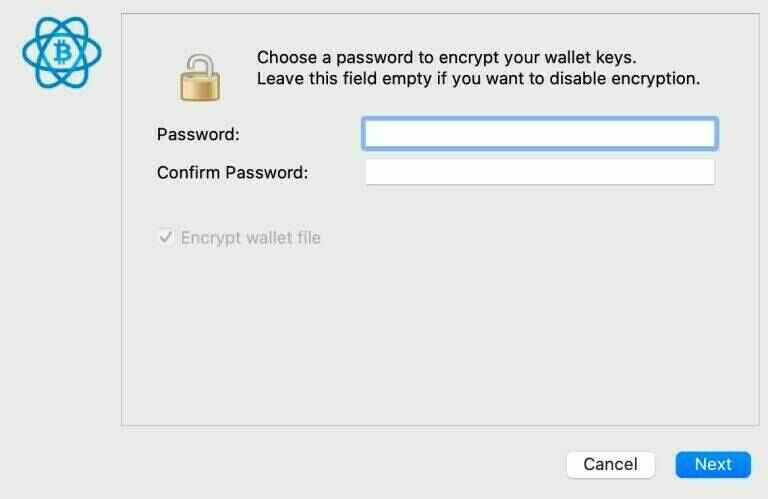 Choose a password to encrypt your wallet keys.
Leave this field empty if you want to disable encryption.
Password:
Confirm Password:
Encrypt wallet file
Cancel
Next